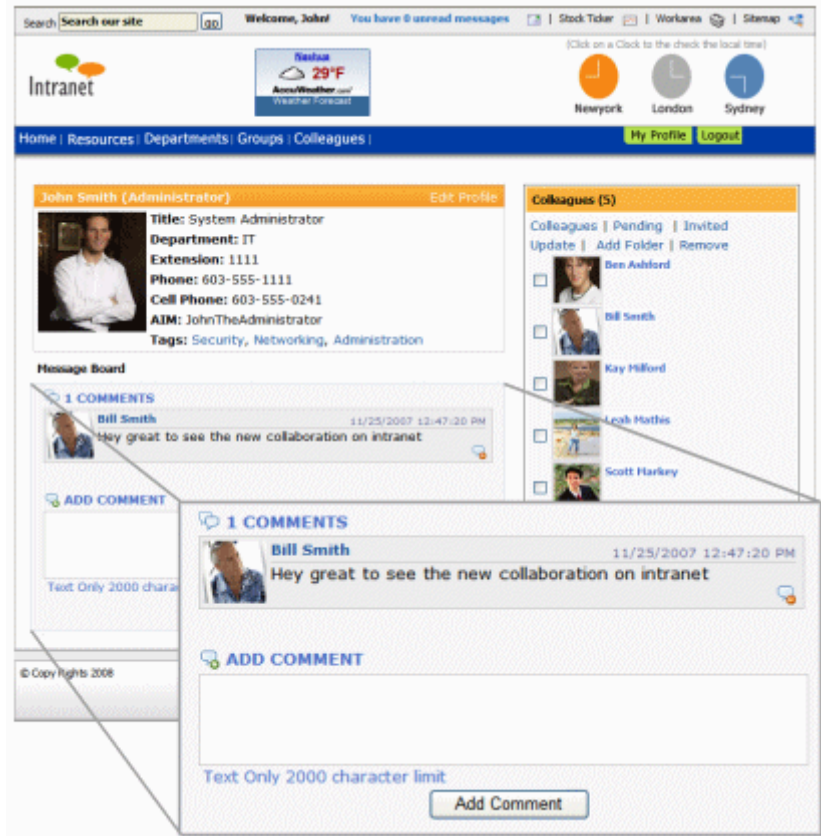 Search Search our site go Welcome, John! You have 0 unread messages | Stock Ticker | Workarea | Sitemap
(Click on a Clock to the check the local time)
Intranet
Nashua
29°F
AccuWeather.com
Weather Forecast
Newyork London Sydney
Home | Resources | Departments | Groups | Colleagues |
My Profile Logout
John Smith (Administrator) Edit Profile
Title: System Administrator
Department: IT
Extension: 1111
Phone: 603-555-1111
Cell Phone: 603-555-0241
AIM: JohnTheAdministrator
Tags: Security, Networking, Administration
Colleagues (5)
Colleagues | Pending | Invited
Update | Add Folder | Remove
Ben Ashford
Bill Smith
Kay Milford
Leah Mathis
Scott Markey
Message Board
1 COMMENTS
Bill Smith 11/25/2007 12:47:20 PM
Hey great to see the new collaboration on intranet
ADD COMMENT
Text Only 2000 chara
© Copy Rights 2008
1 COMMENTS
Bill Smith 11/25/2007 12:47:20 PM
Hey great to see the new collaboration on intranet
ADD COMMENT
Text Only 2000 character limit
Add Comment